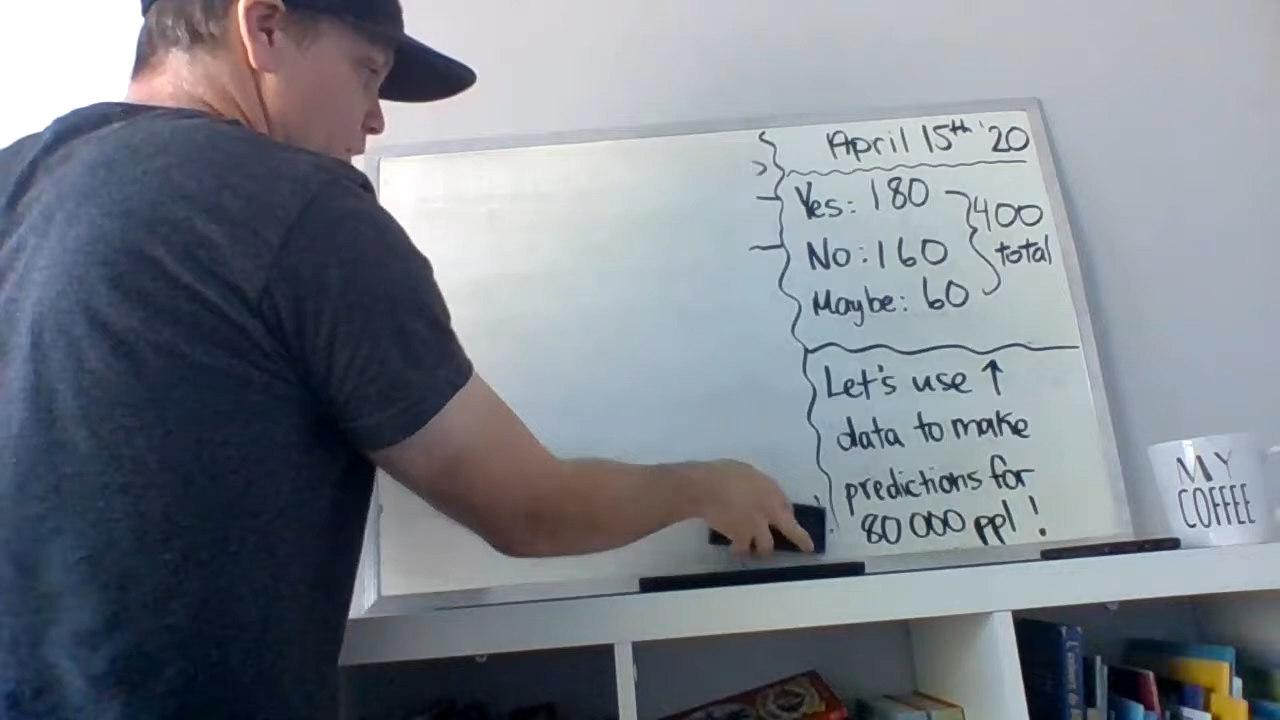 April 15th '20
Yes: 180
No: 160
Maybe: 60
400
total
Let's use ↑
data to make
predictions for
80 000 ppl!
MY
COFFEE